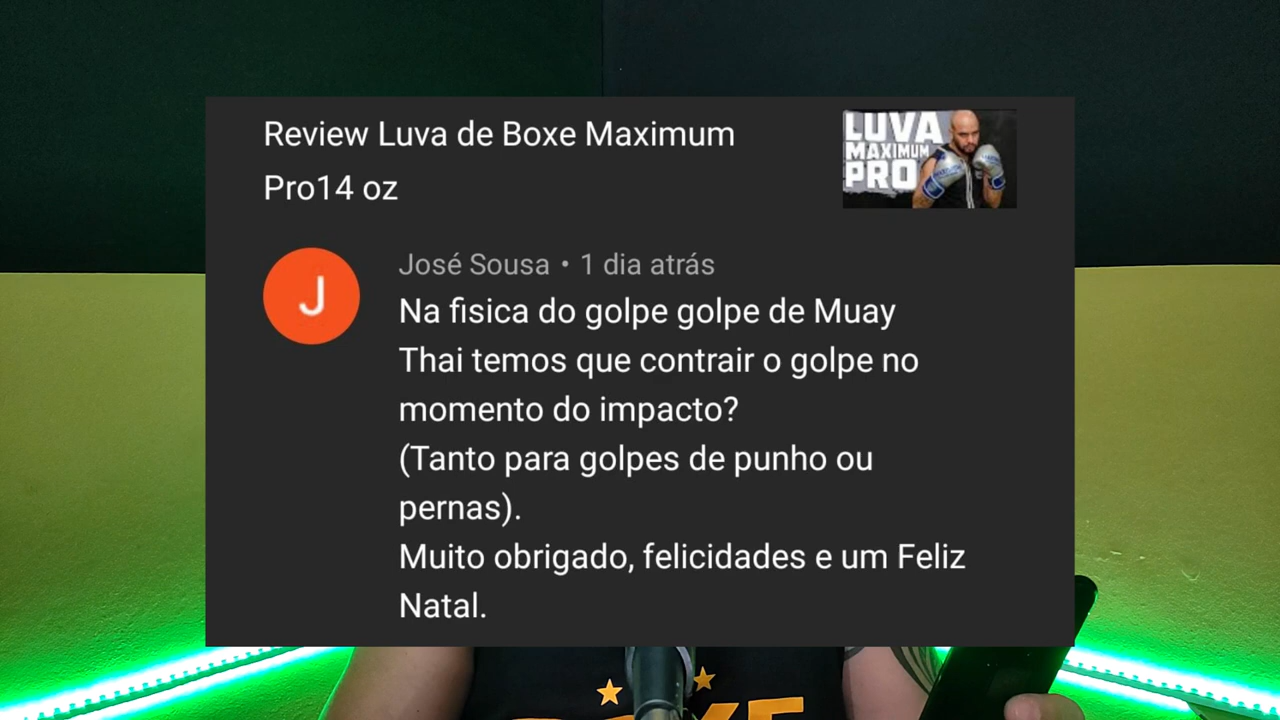 Review Luva de Boxe Maximum
Pro14 oz
LUVA
MAXIMUM
PRO
J
José Sousa • 1 dia atrás
Na fisica do golpe golpe de Muay
Thai temos que contrair o golpe no
momento do impacto?
(Tanto para golpes de punho ou
pernas).
Muito obrigado, felicidades e um Feliz
Natal.